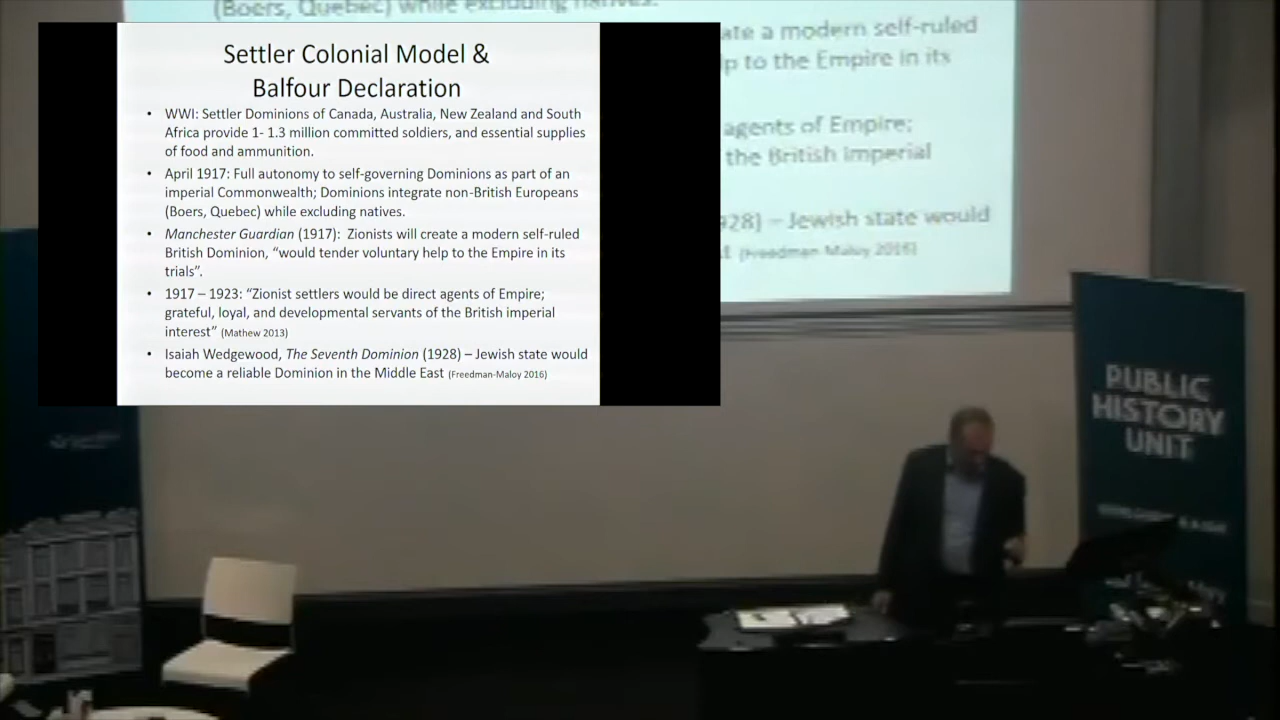 Settler Colonial Model &
Balfour Declaration
• WWI: Settler Dominions of Canada, Australia, New Zealand and South
Africa provide 1- 1.3 million committed soldiers, and essential supplies
of food and ammunition.
• April 1917: Full autonomy to self-governing Dominions as part of an
imperial Commonwealth; Dominions integrate non-British Europeans
(Boers, Quebec) while excluding natives.
• Manchester Guardian (1917): Zionists will create a modern self-ruled
British Dominion, “would tender voluntary help to the Empire in its
trials”.
• 1917 – 1923: “Zionist settlers would be direct agents of Empire;
grateful, loyal, and developmental servants of the British imperial
interest” (Mathew 2013)
• Isaiah Wedgewood, The Seventh Dominion (1928) – Jewish state would
become a reliable Dominion in the Middle East (Freedman-Maloy 2016)
(Boers, Quebec) while excluding natives.
ate a modern self-ruled
p to the Empire in its
agents of Empire;
the British imperial
928) – Jewish state would
(Freedman-Maloy 2016)
PUBLIC
HISTORY
UNIT